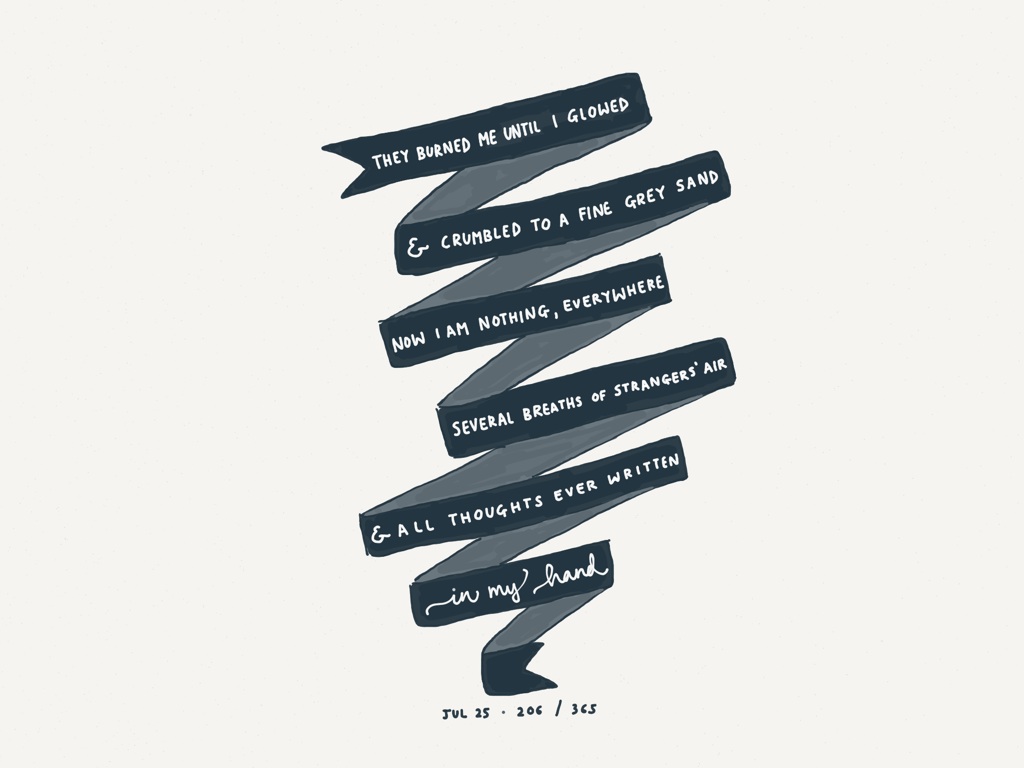 THEY BURNED ME UNTIL I GLOWED
& CRUMBLED TO A FINE GREY SAND
NOW I AM NOTHING, EVERYWHERE
SEVERAL BREATHS OF STRANGERS' AIR
& ALL THOUGHTS EVER WRITTEN
in my hand
JUL 25 · 206 / 365